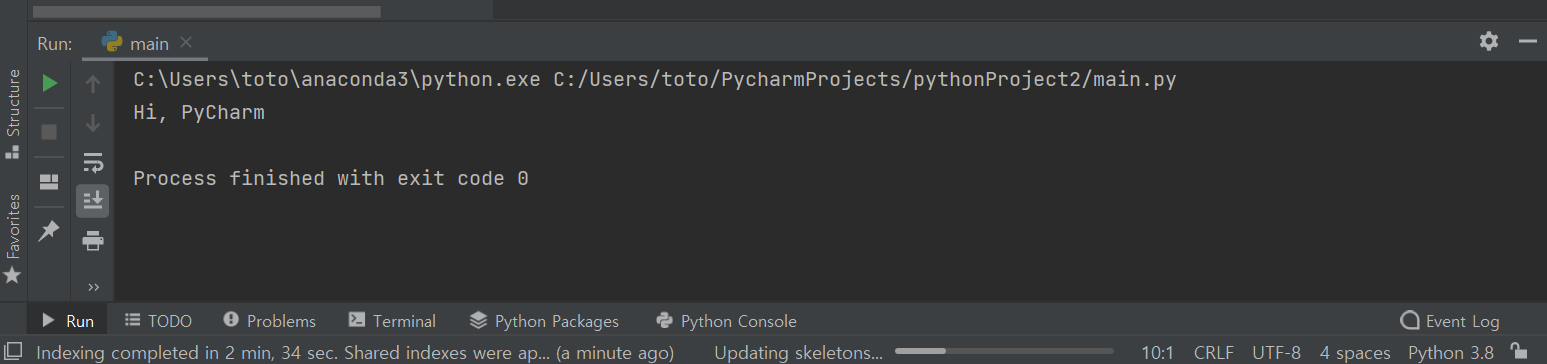 Run: main
C:\Users\toto\anaconda3\python.exe C:/Users/toto/PycharmProjects/pythonProject2/main.py
Hi, PyCharm
Process finished with exit code 0
Structure
Favorites
Run TODO Problems Terminal Python Packages Python Console Event Log
Indexing completed in 2 min, 34 sec. Shared indexes were ap... (a minute ago) Updating skeletons... 10:1 CRLF UTF-8 4 spaces Python 3.8